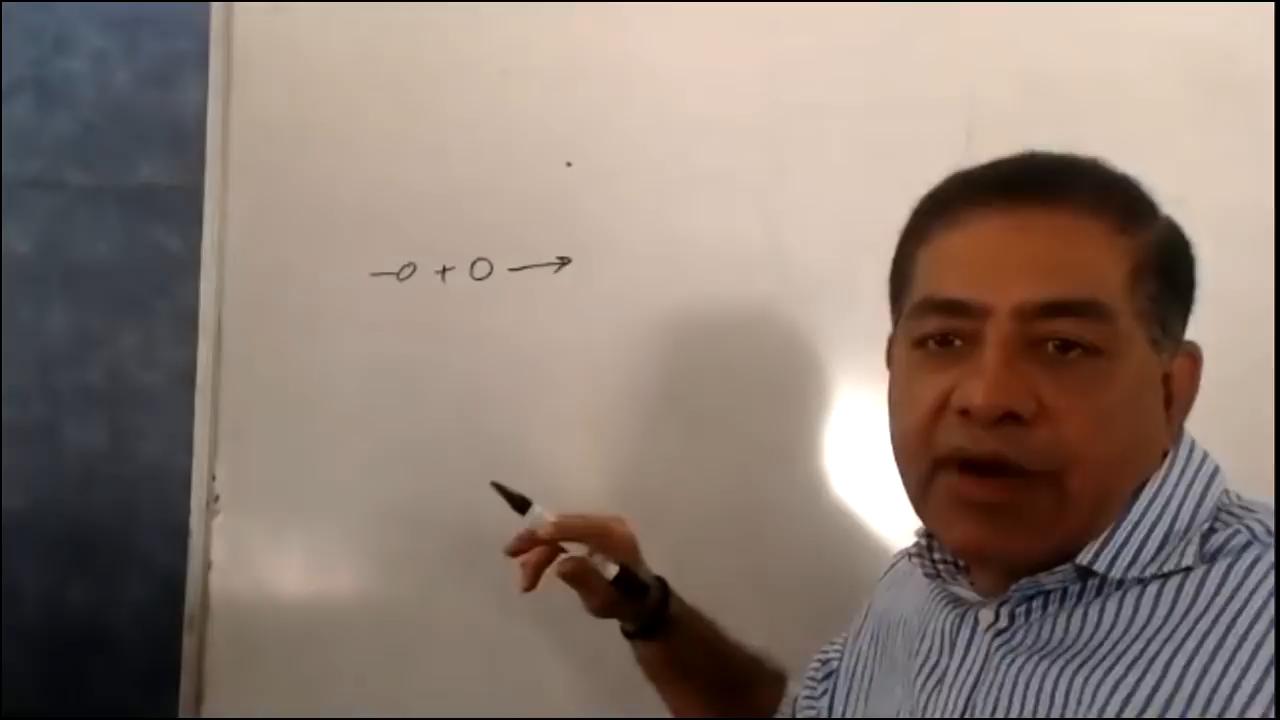 –0 + 0 →